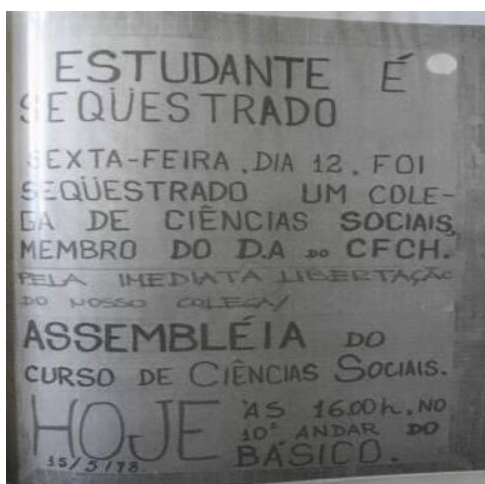 ESTUDANTE É
SEQÜESTRADO
SEXTA-FEIRA, DIA 12, FOI
SEQÜESTRADO UM COLE-
GA DE CIÊNCIAS SOCIAIS,
MEMBRO DO D.A DO CFCH.
PELA IMEDIATA LIBERTAÇÃO
DO NOSSO COLEGA/
ASSEMBLÉIA DO
CURSO DE CIÊNCIAS SOCIAIS.
HOJE ÀS 16.00h, NO
10º ANDAR DO
BÁSICO.
15/5/78